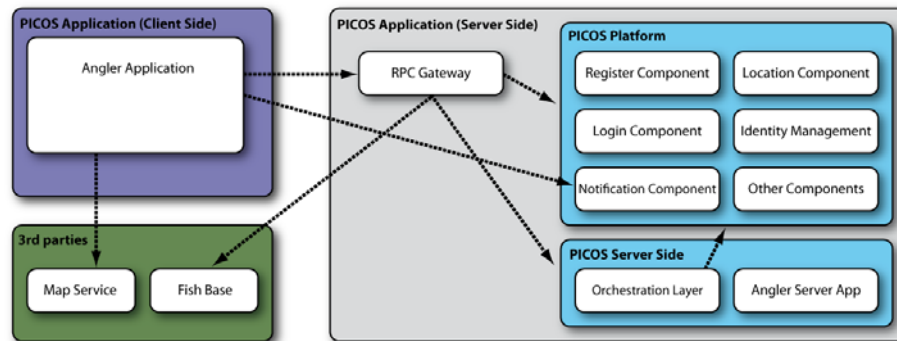 PICOS Application (Client Side)
Angler Application
3rd parties
Map Service
Fish Base
PICOS Application (Server Side)
RPC Gateway
PICOS Platform
Register Component
Location Component
Login Component
Identity Management
Notification Component
Other Components
PICOS Server Side
Orchestration Layer
Angler Server App